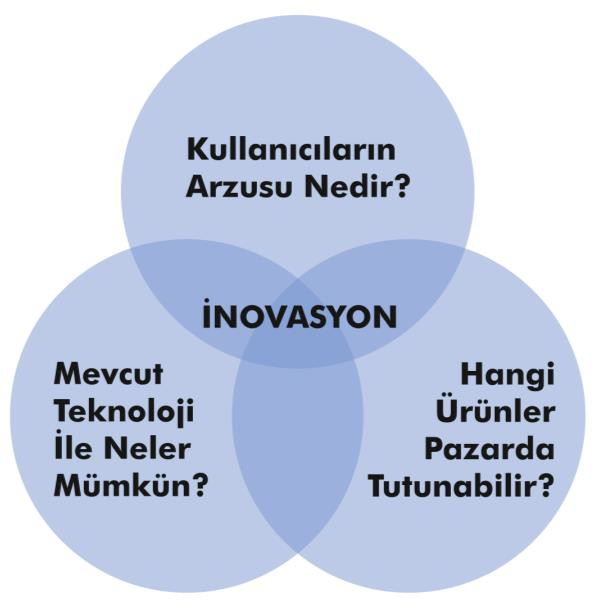 Kullanıcıların
Arzusu Nedir?
İNOVASYON
Mevcut
Teknoloji
İle Neler
Mümkün?
Hangi
Ürünler
Pazarda
Tutunabilir?